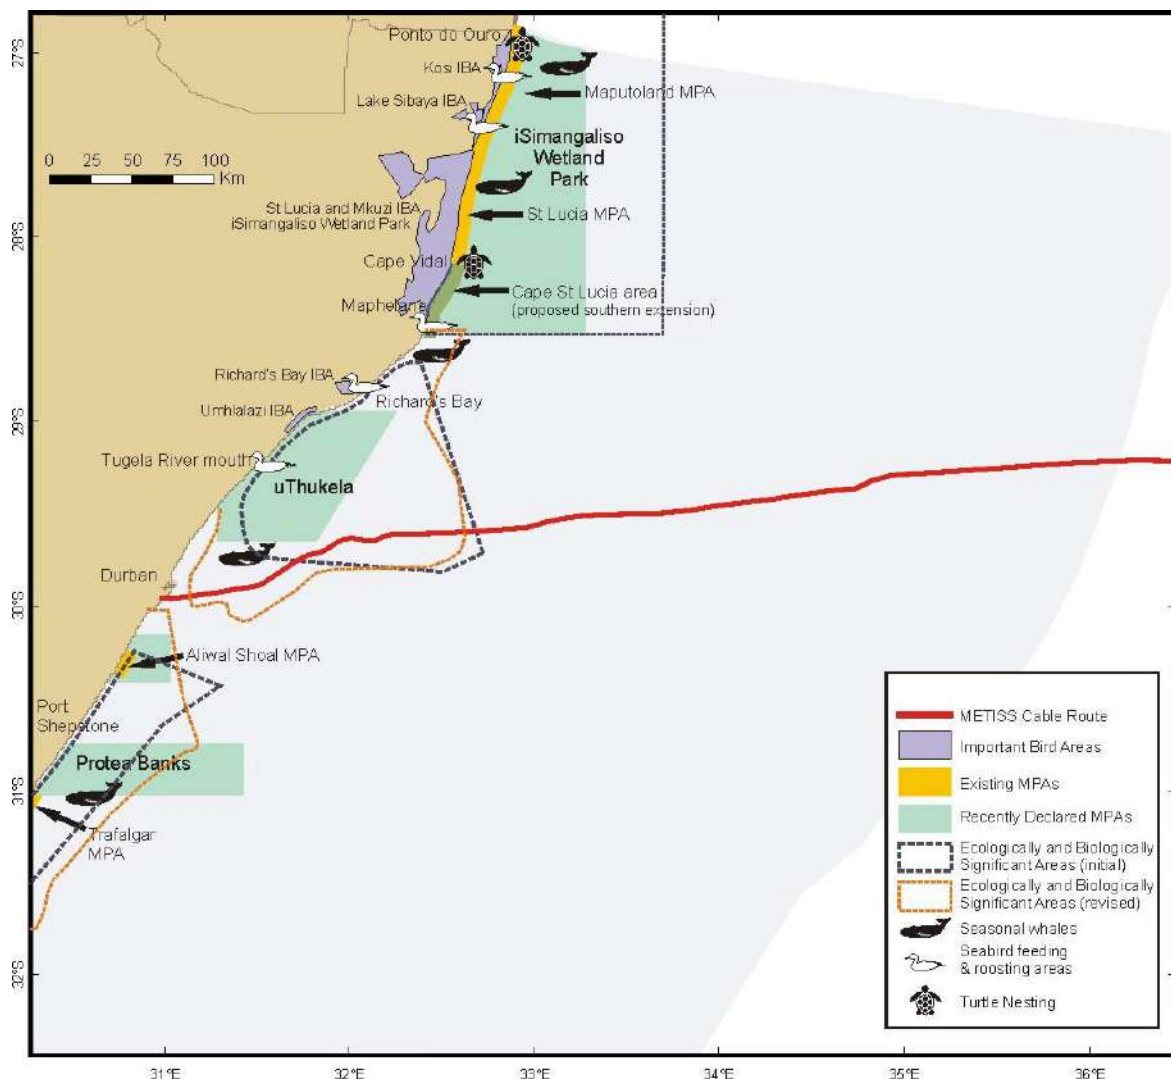 27°S
28°S
29°S
30°S
31°S
32°S
Ponto do Ouro
Kosi IBA
Maputoland MPA
Lake Sibaya IBA
0 25 50 75 100
Km
iSimangaliso
Wetland
Park
St Lucia and Mkuzi IBA
iSimangaliso Wetland Park
St Lucia MPA
Cape Vidal
Cape St Lucia area
(proposed southern extension)
Maphelane
Richard's Bay IBA
Richard's Bay
Umhlalazi IBA
Tugela River mouth
uThukela
Durban
Aliwal Shoal MPA
Port
Shepstone
Protea Banks
Trafalgar
MPA
METISS Cable Route
Important Bird Areas
Existing MPAs
Recently Declared MPAs
Ecologically and Biologically
Significant Areas (initial)
Ecologically and Biologically
Significant Areas (revised)
Seasonal whales
Seabird feeding
& roosting areas
Turtle Nesting
31°E
32°E
33°E
34°E
35°E
36°E